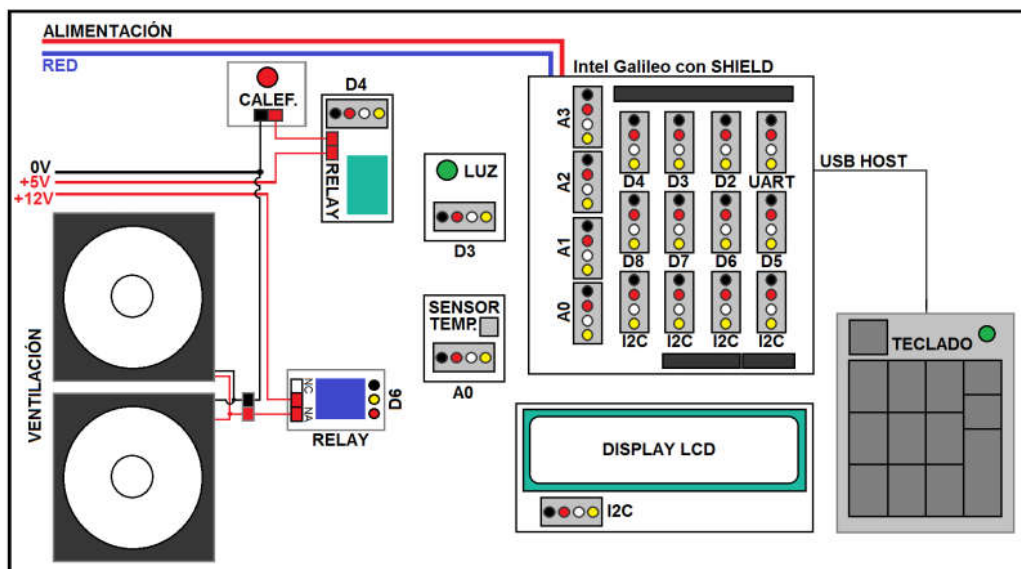 ALIMENTACIÓN
RED
CALEF.
D4
RELAY
0V
+5V
+12V
LUZ
D3
SENSOR
TEMP.
A0
VENTILACIÓN
NC
NA
D6
RELAY
Intel Galileo con SHIELD
A3
A2
A1
A0
D4 D3 D2 UART
D8 D7 D6 D5
I2C I2C I2C I2C
USB HOST
TECLADO
DISPLAY LCD
I2C